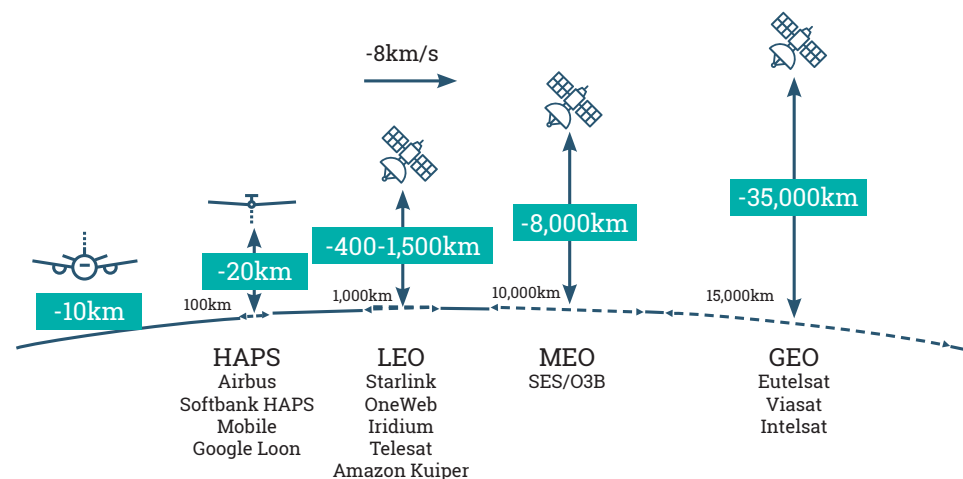 -8km/s
-35,000km
-8,000km
-400-1,500km
-20km
-10km
100km
1,000km
10,000km
15,000km
HAPS
Airbus
Softbank HAPS
Mobile
Google Loon
LEO
Starlink
OneWeb
Iridium
Telesat
Amazon Kuiper
MEO
SES/O3B
GEO
Eutelsat
Viasat
Intelsat